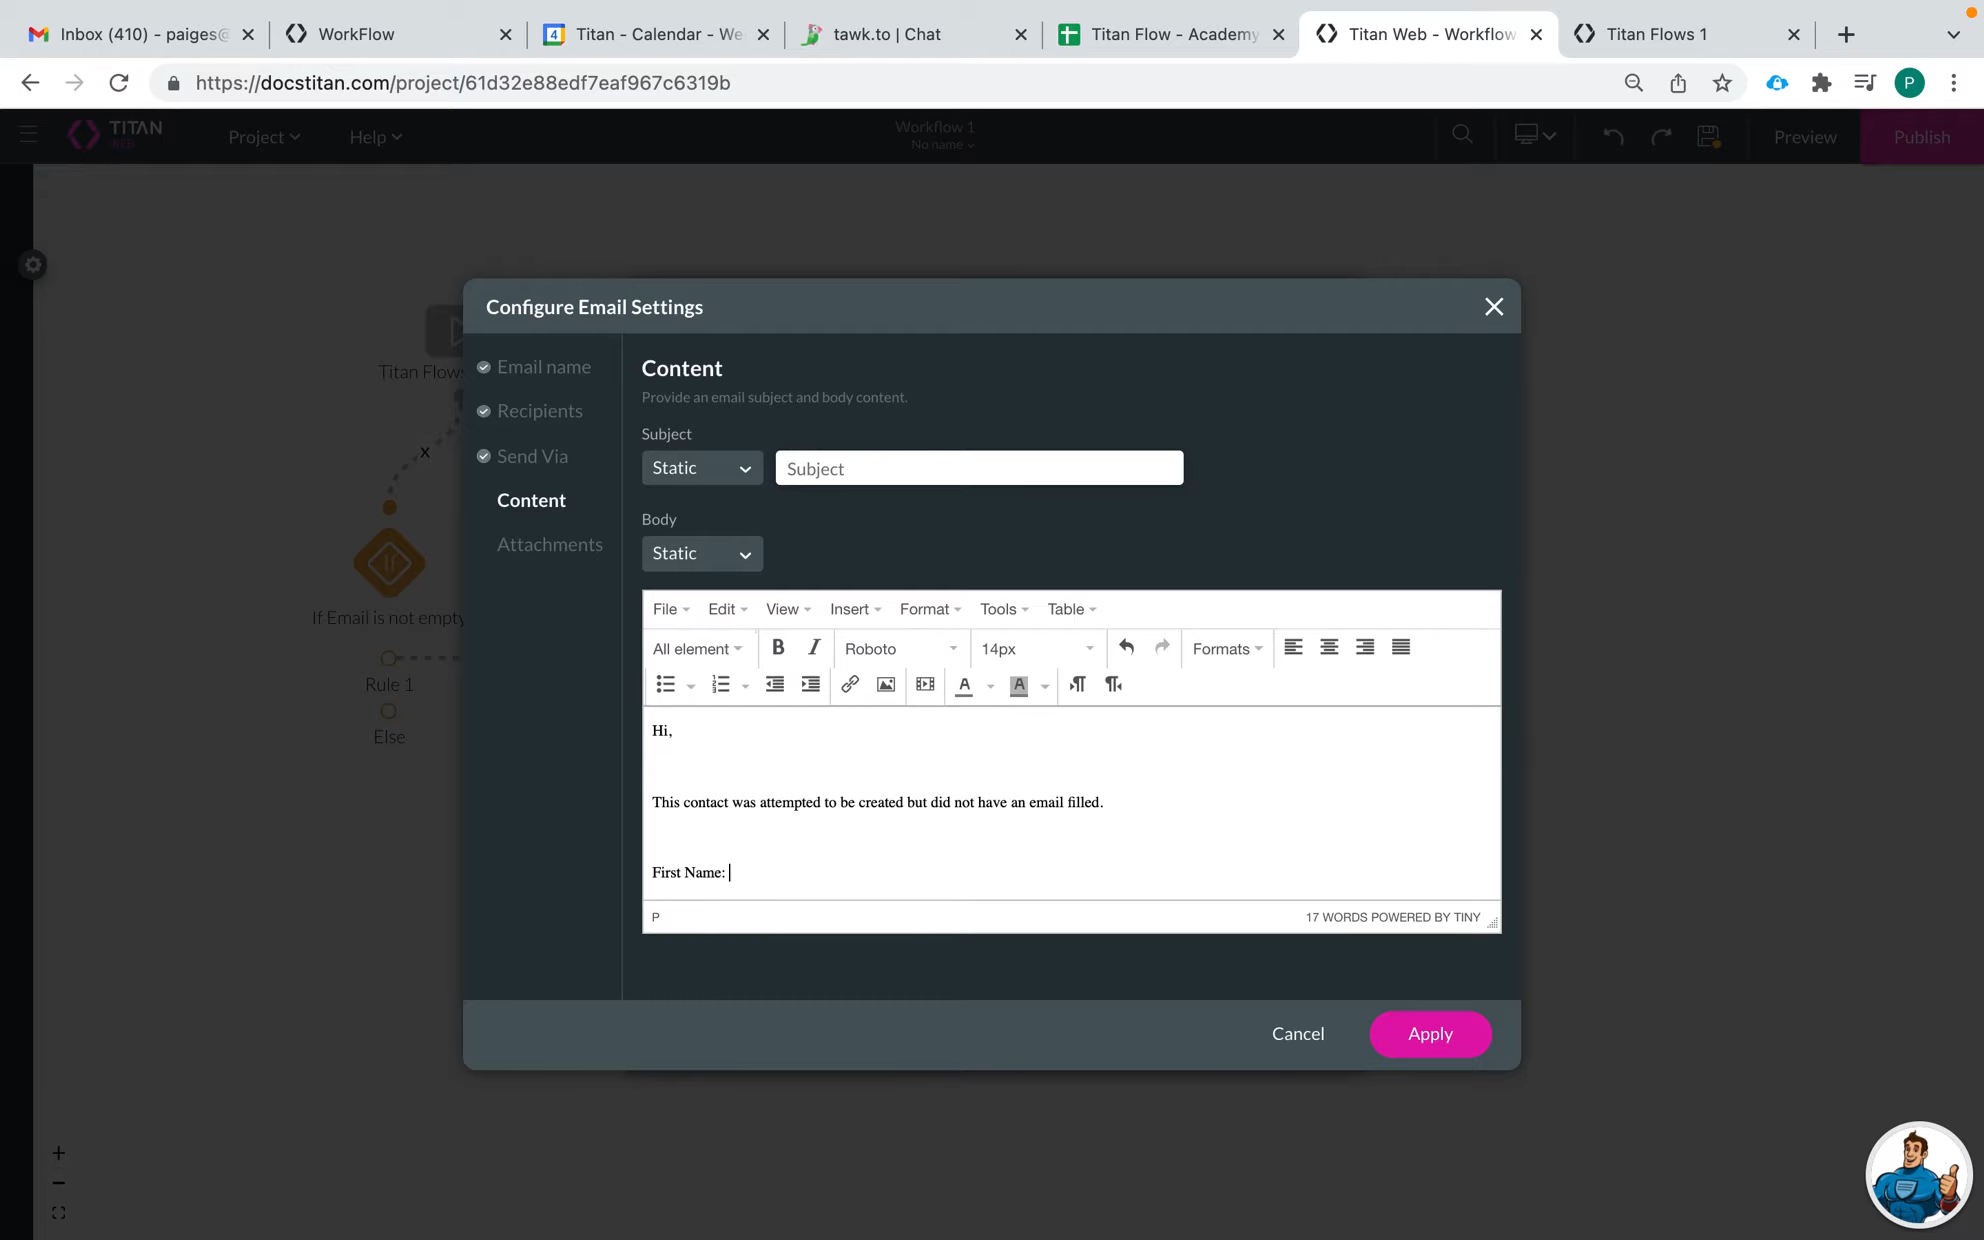 Inbox (410) - paiges@
WorkFlow
4
Titan - Calendar - We
tawk.to | Chat
Titan Flow - Academy
Titan Web - Workflow
Titan Flows 1
https://docstitan.com/project/61d32e88edf7eaf967c6319b
P
TITAN
WEB
Project
Help
Workflow 1
No name
Preview
Publish
Titan Flows
x
If
If Email is not empty
Rule 1
Else
Configure Email Settings
Email name
Recipients
Send Via
Content
Attachments
Content
Provide an email subject and body content.
Subject
Static
Subject
Body
Static
File Edit View Insert Format Tools Table
All element B I Roboto 14px Formats
A A
Hi,
This contact was attempted to be created but did not have an email filled.
First Name:
P
17 WORDS POWERED BY TINY
Cancel
Apply